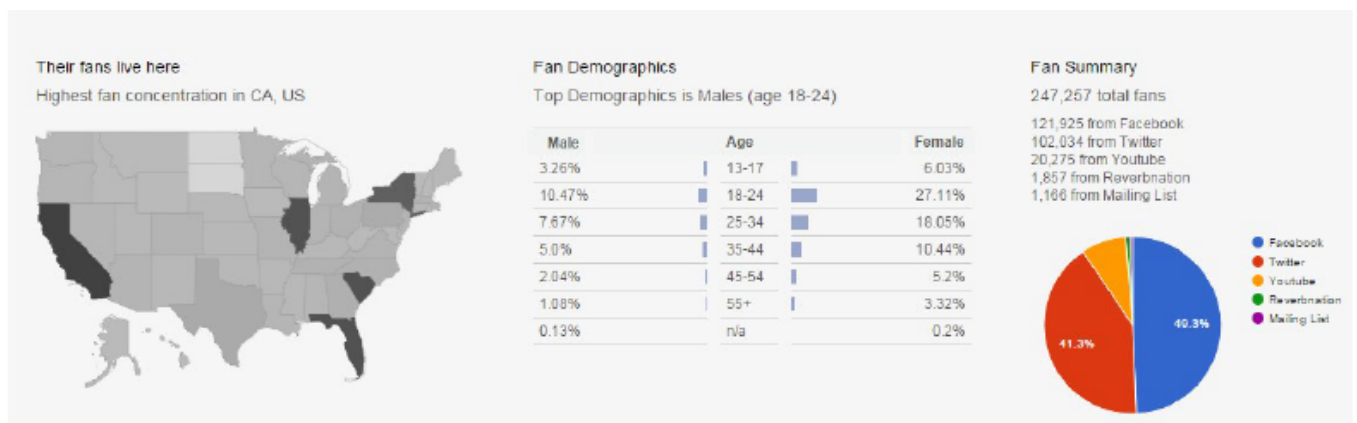 Their fans live here
Highest fan concentration in CA, US
Fan Demographics
Top Demographics is Males (age 18-24)
Male Age Female
3.26% 13-17 6.03%
10.47% 18-24 27.11%
7.67% 25-34 18.05%
5.0% 35-44 10.44%
2.04% 45-54 5.2%
1.08% 55+ 3.32%
0.13% n/a 0.2%
Fan Summary
247,257 total fans
121,925 from Facebook
102,034 from Twitter
20,275 from Youtube
1,857 from Reverbnation
1,166 from Mailing List
49.3%
41.3%
Facebook
Twitter
Youtube
Reverbnation
Mailing List